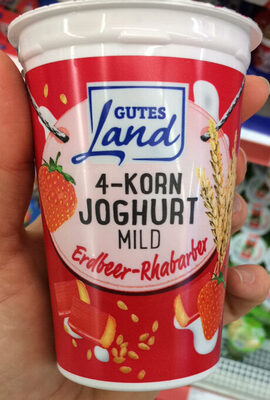 GUTES
Land
4-KORN
JOGHURT
MILD
Erdbeer-Rhabarber